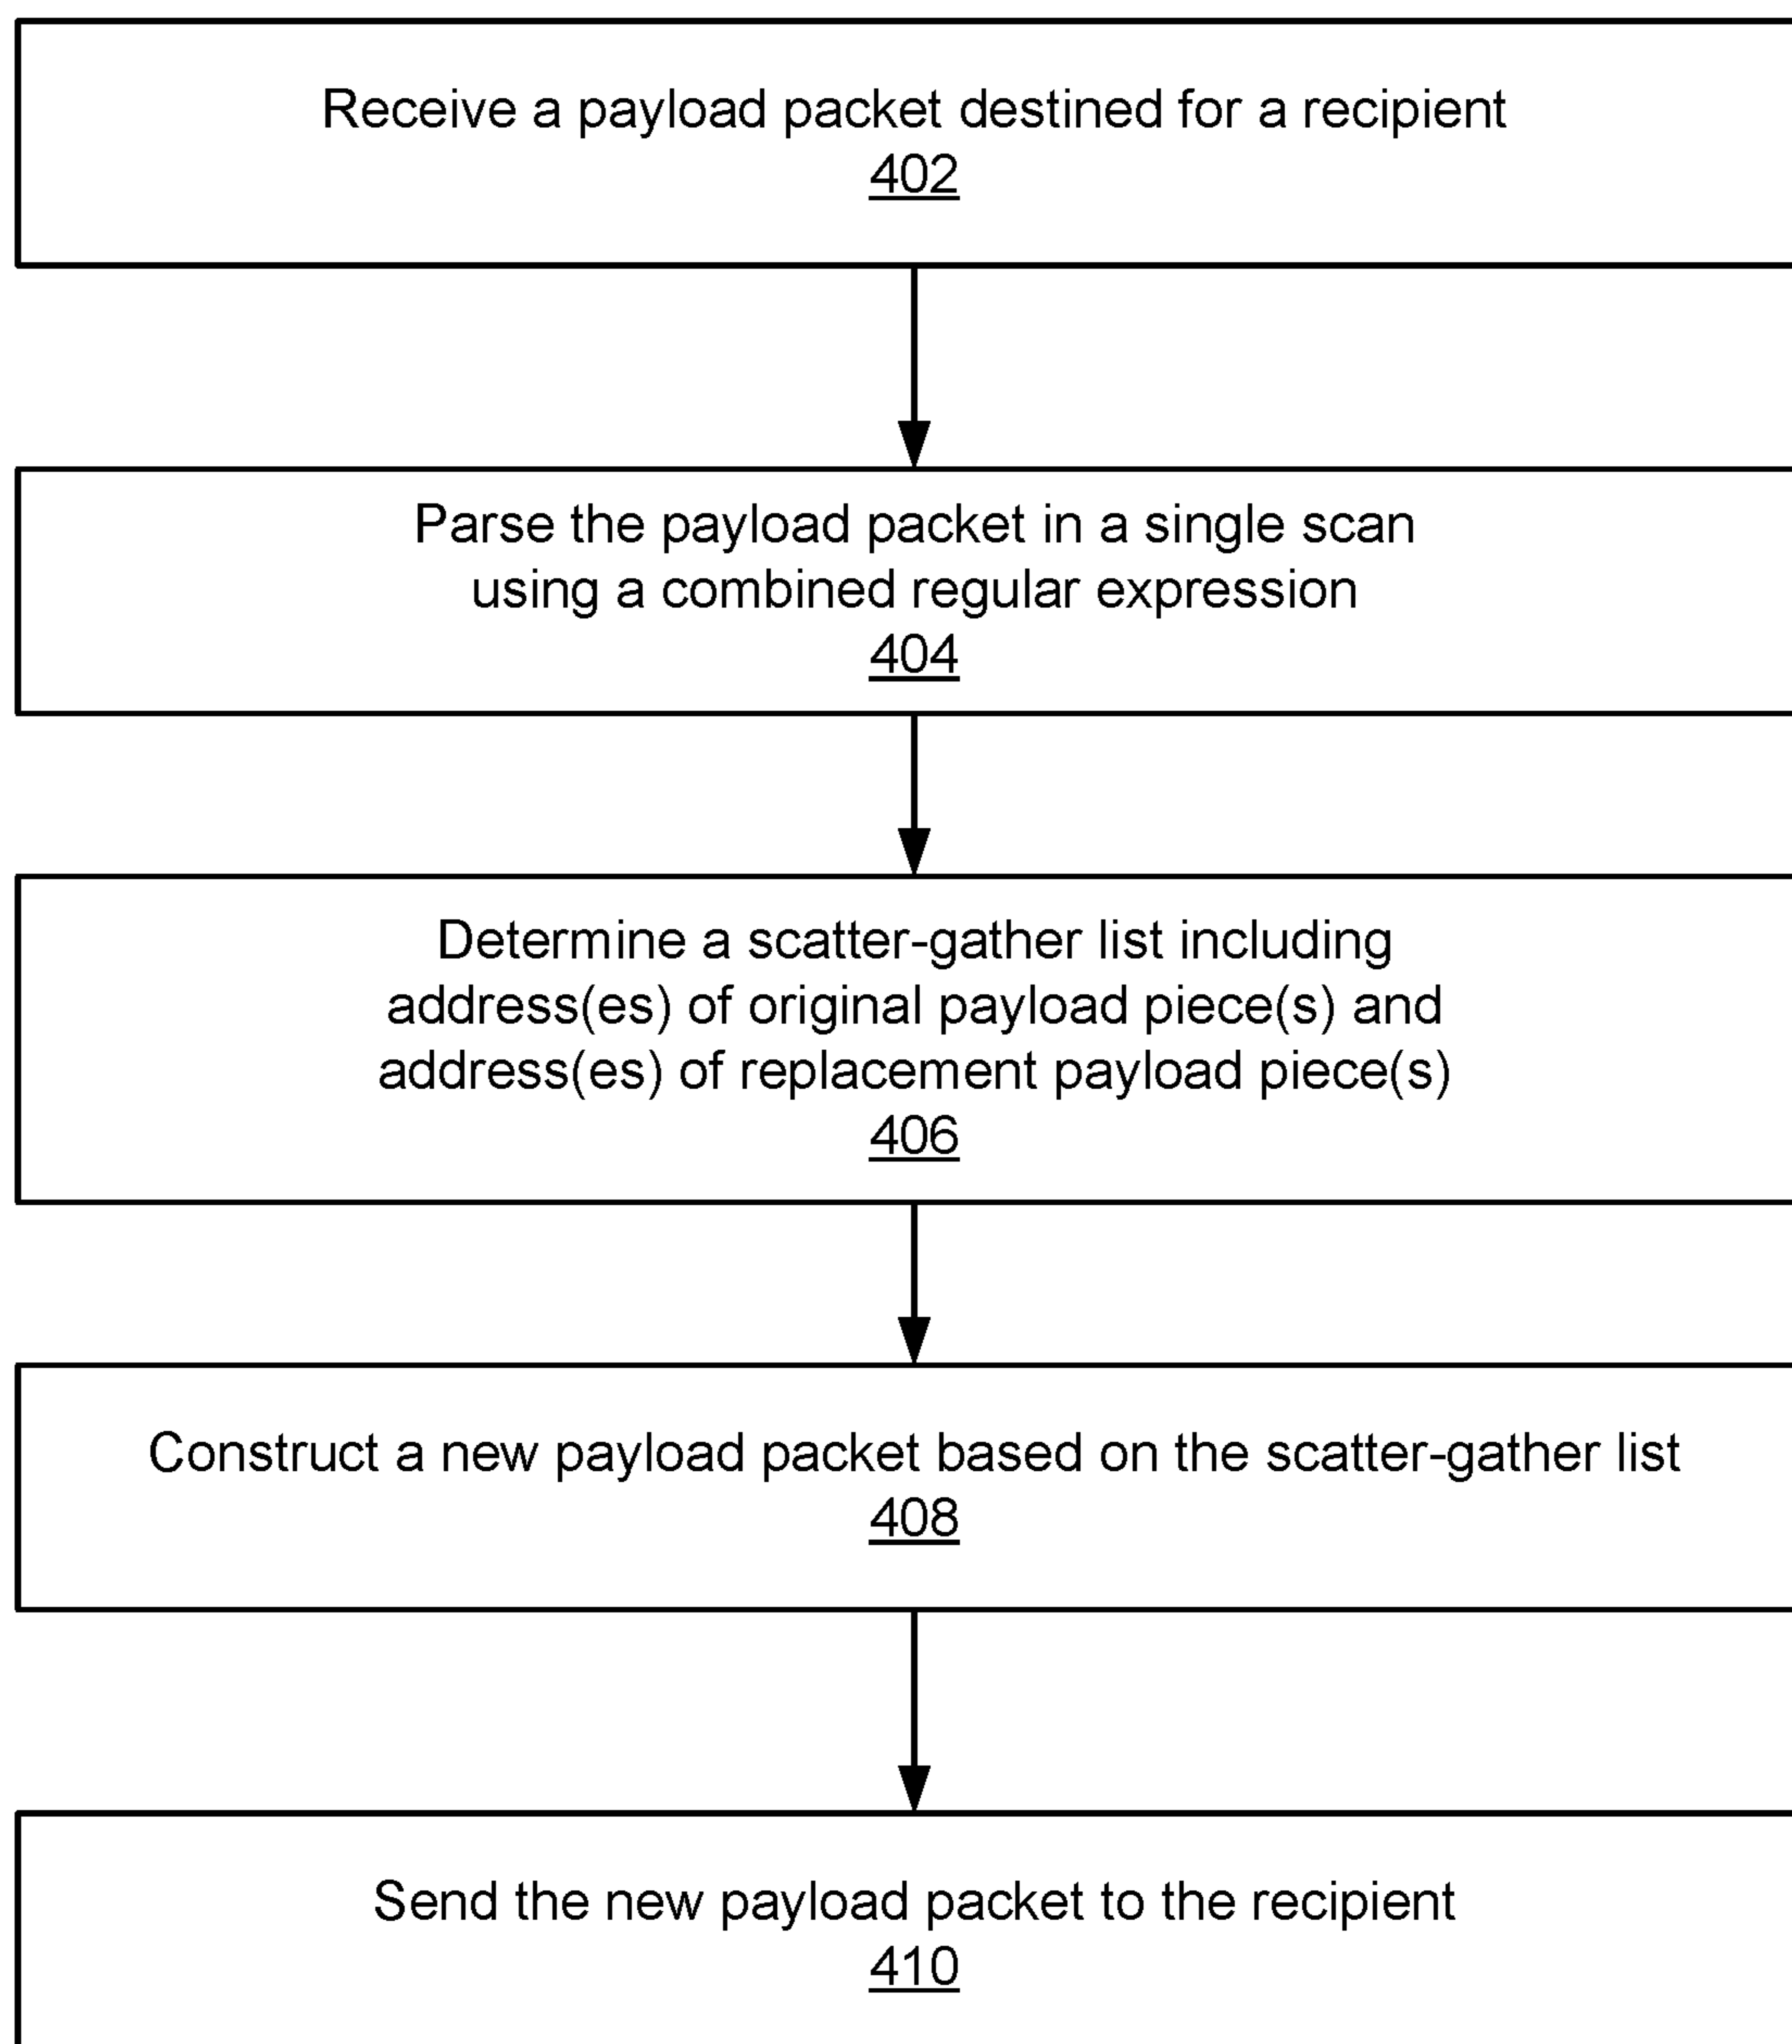 Receive a payload packet destined for a recipient
402
Parse the payload packet in a single scan
using a combined regular expression
404
Determine a scatter-gather list including
address(es) of original payload piece(s) and
address(es) of replacement payload piece(s)
406
Construct a new payload packet based on the scatter-gather list
408
Send the new payload packet to the recipient
410